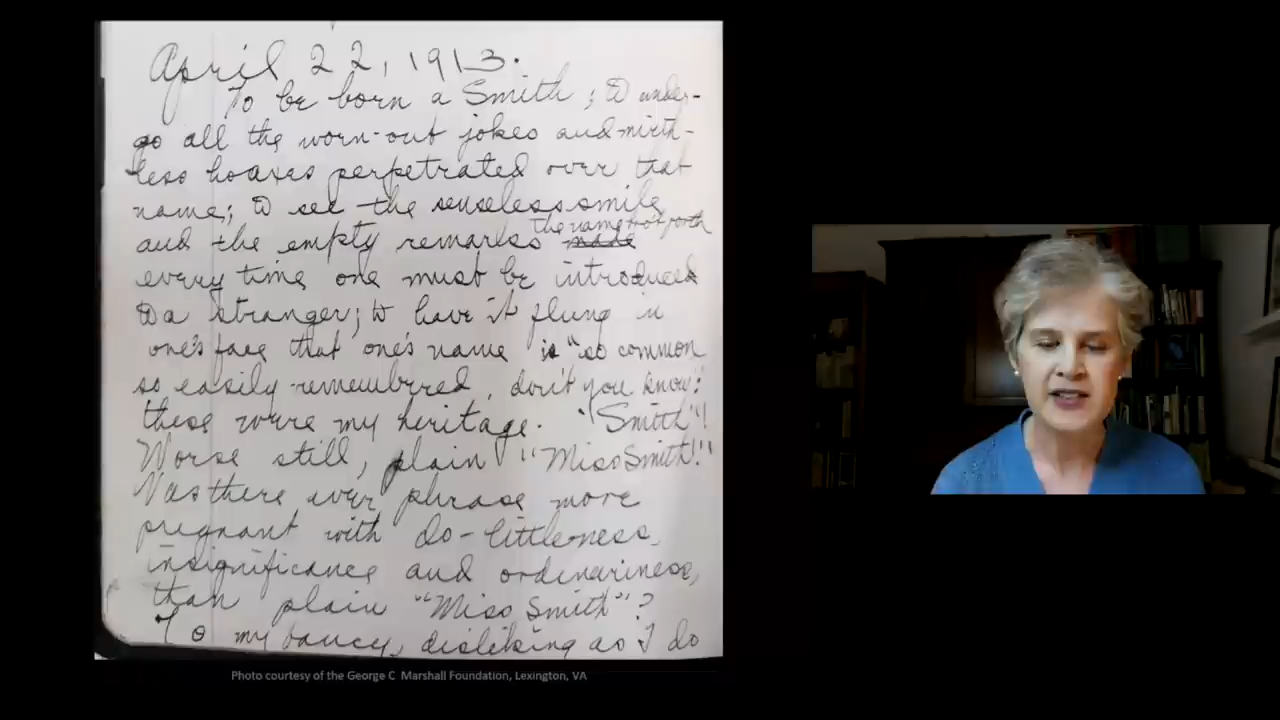 April 22, 1913.
To be born a Smith; to under-
go all the worn-out jokes and mirth-
less hoaxes perpetrated over that
name; to see the senseless smile
the name
and the empty remarks made
every time one must be introduced
to a stranger; to have it flung in
one's face that one's name is "so common
so easily remembered, don't you know":
these were my heritage. "Smith"!
Worse still, plain "Miss Smith!"
Was there ever phrase more
pregnant with do-littleness,
insignificance and ordinariness,
than plain "Miss Smith"?
To my fancy, disliking as I do
Photo courtesy of the George C Marshall Foundation, Lexington, VA